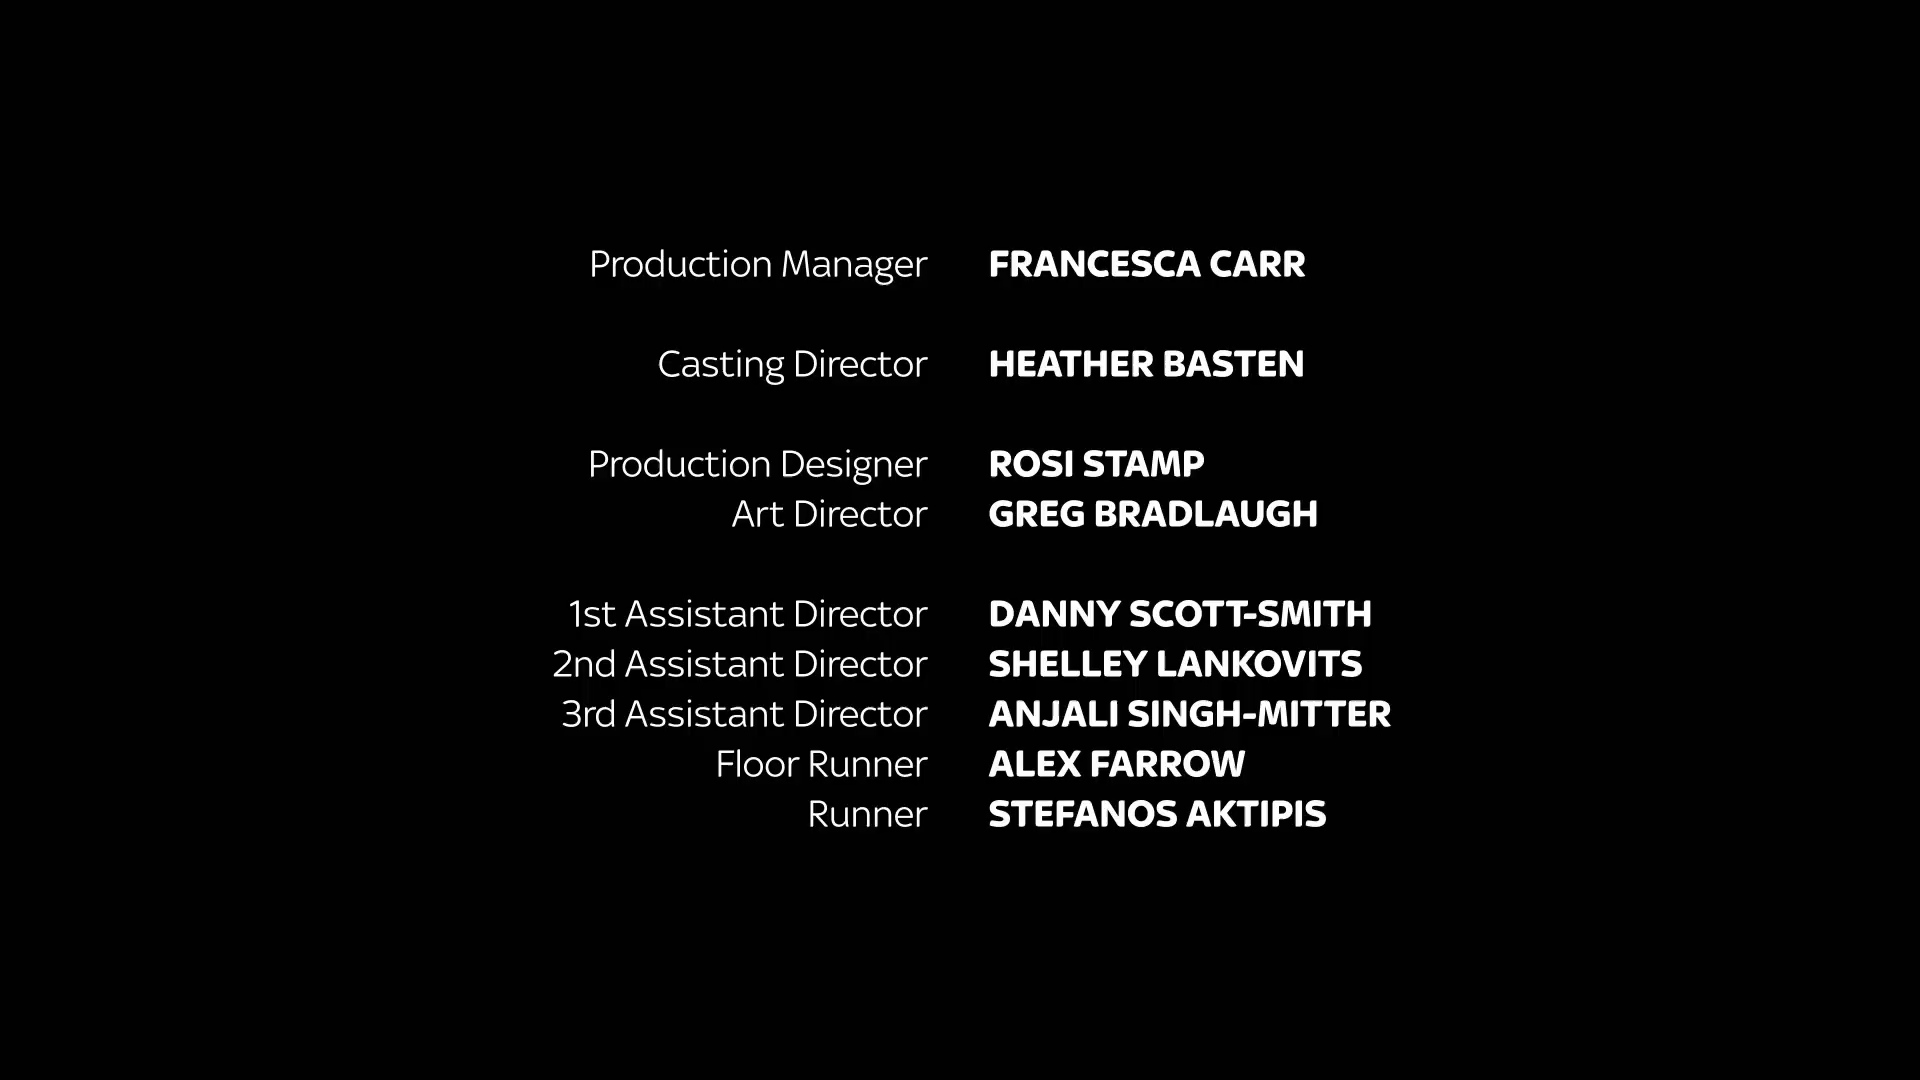 Production Manager FRANCESCA CARR
Casting Director HEATHER BASTEN
Production Designer ROSI STAMP
Art Director GREG BRADLAUGH
1st Assistant Director DANNY SCOTT-SMITH
2nd Assistant Director SHELLEY LANKOVITS
3rd Assistant Director ANJALI SINGH-MITTER
Floor Runner ALEX FARROW
Runner STEFANOS AKTIPIS